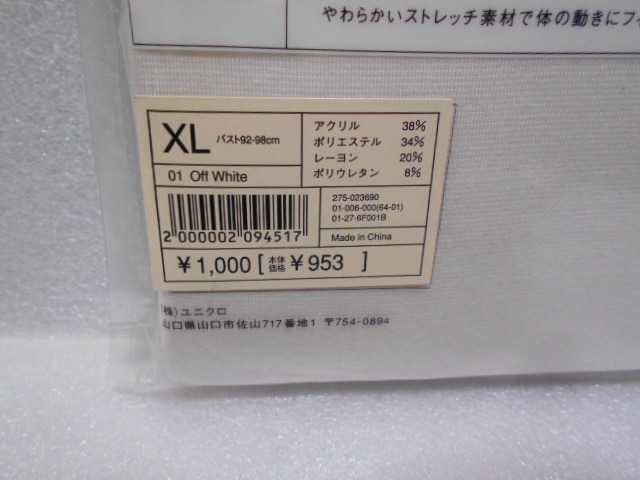 やわらかいストレッチ素材で体の動きにフィ
XL バスト92-98cm
01 Off White
アクリル 38%
ポリエステル 34%
レーヨン 20%
ポリウレタン 8%
275-023690
01-006-000(64-01)
01-27-6F001B
Made in China
2 000002 094517
¥1,000 [本体価格 ¥953 ]
(株)ユニクロ
山口県山口市佐山717番地1 〒754-0894